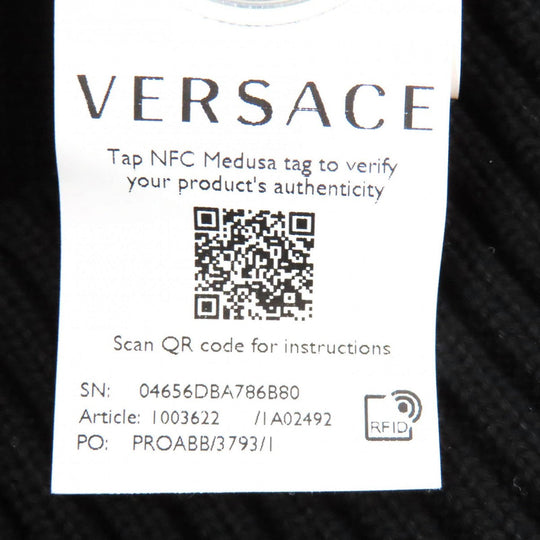 VERSACE
Tap NFC Medusa tag to verify
your product's authenticity
Scan QR code for instructions
SN: 04656DBA786B80
Article: 1003622 /1A02492
PO: PROABB/3793/1
RFID